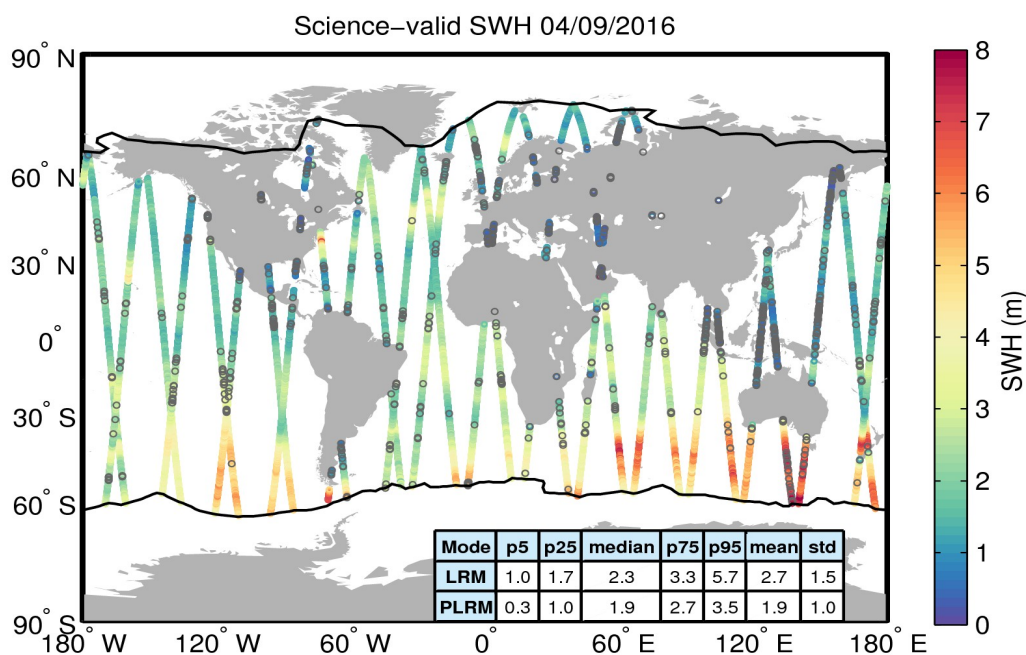 Science−valid SWH 04/09/2016
90° N
60° N
30° N
0°
30° S
60° S
90° S
180° W
120° W
60° W
0°
60° E
120° E
180° E
8
7
6
5
4
3
2
1
0
SWH (m)
Mode p5 p25 median p75 p95 mean std
LRM 1.0 1.7 2.3 3.3 5.7 2.7 1.5
PLRM 0.3 1.0 1.9 2.7 3.5 1.9 1.0